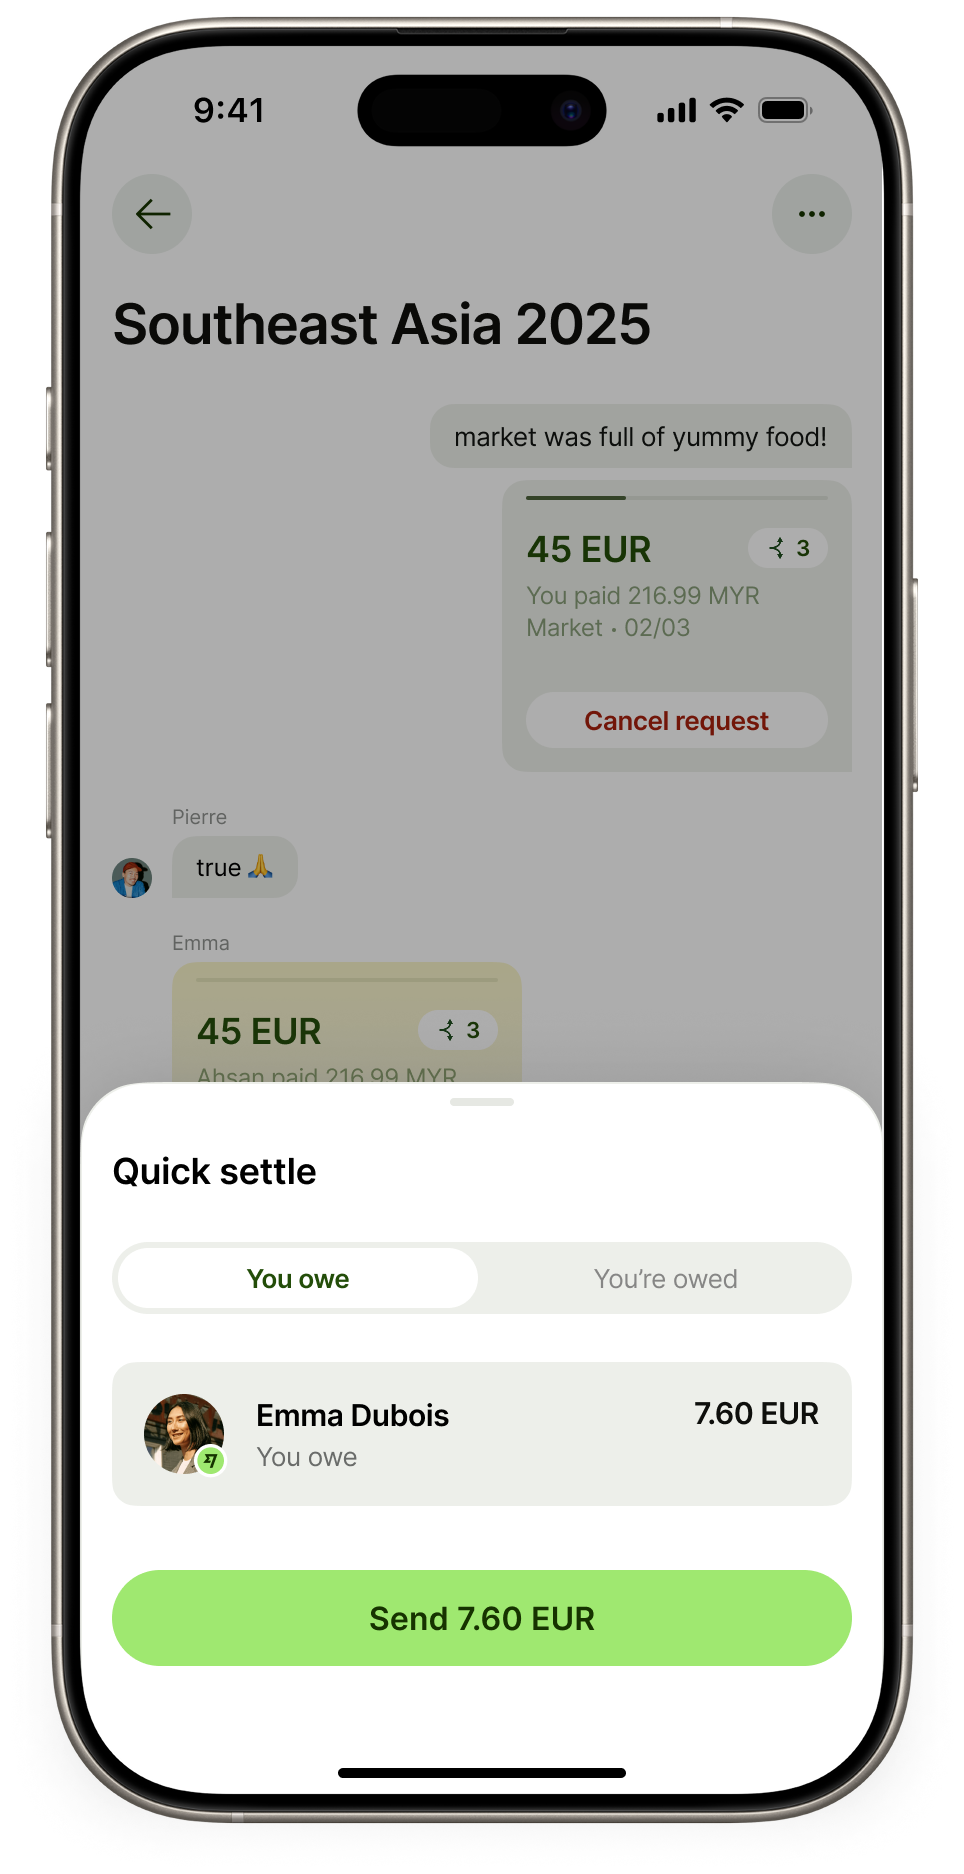 9:41
Southeast Asia 2025
market was full of yummy food!
45 EUR 3
You paid 216.99 MYR
Market • 02/03
Cancel request
Pierre
true 🙏
Emma
45 EUR 3
Ahsan paid 216.99 MYR
Quick settle
You owe You’re owed
Emma Dubois 7.60 EUR
You owe
Send 7.60 EUR